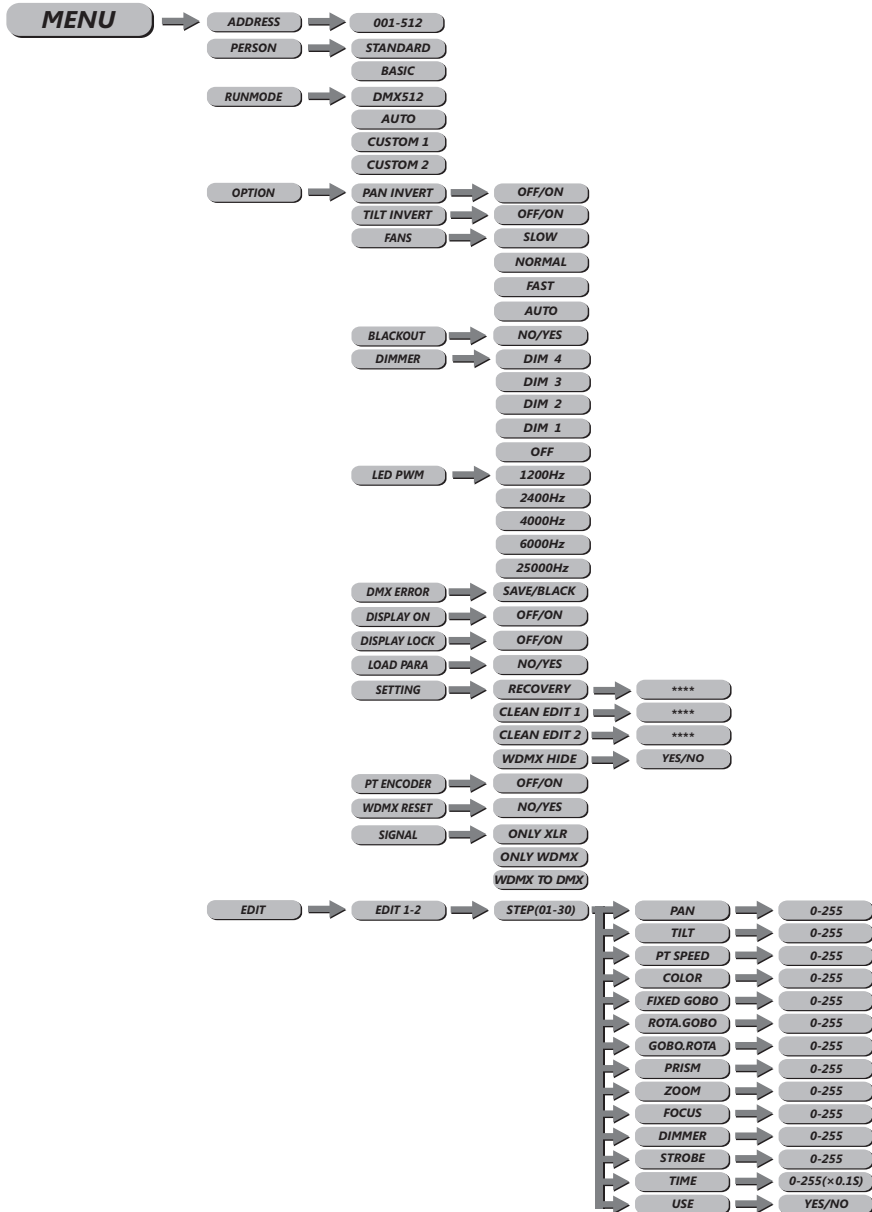 MENU
ADDRESS 001-512
PERSON STANDARD
BASIC
RUNMODE DMX512
AUTO
CUSTOM 1
CUSTOM 2
OPTION PAN INVERT OFF/ON
TILT INVERT OFF/ON
FANS SLOW
NORMAL
FAST
AUTO
BLACKOUT NO/YES
DIMMER DIM 4
DIM 3
DIM 2
DIM 1
OFF
LED PWM 1200Hz
2400Hz
4000Hz
6000Hz
25000Hz
DMX ERROR SAVE/BLACK
DISPLAY ON OFF/ON
DISPLAY LOCK OFF/ON
LOAD PARA NO/YES
SETTING RECOVERY ****
CLEAN EDIT 1 ****
CLEAN EDIT 2 ****
WDMX HIDE YES/NO
PT ENCODER OFF/ON
WDMX RESET NO/YES
SIGNAL ONLY XLR
ONLY WDMX
WDMX TO DMX
EDIT EDIT 1-2 STEP(01-30) PAN 0-255
TILT 0-255
PT SPEED 0-255
COLOR 0-255
FIXED GOBO 0-255
ROTA.GOBO 0-255
GOBO.ROTA 0-255
PRISM 0-255
ZOOM 0-255
FOCUS 0-255
DIMMER 0-255
STROBE 0-255
TIME 0-255(×0.1S)
USE YES/NO